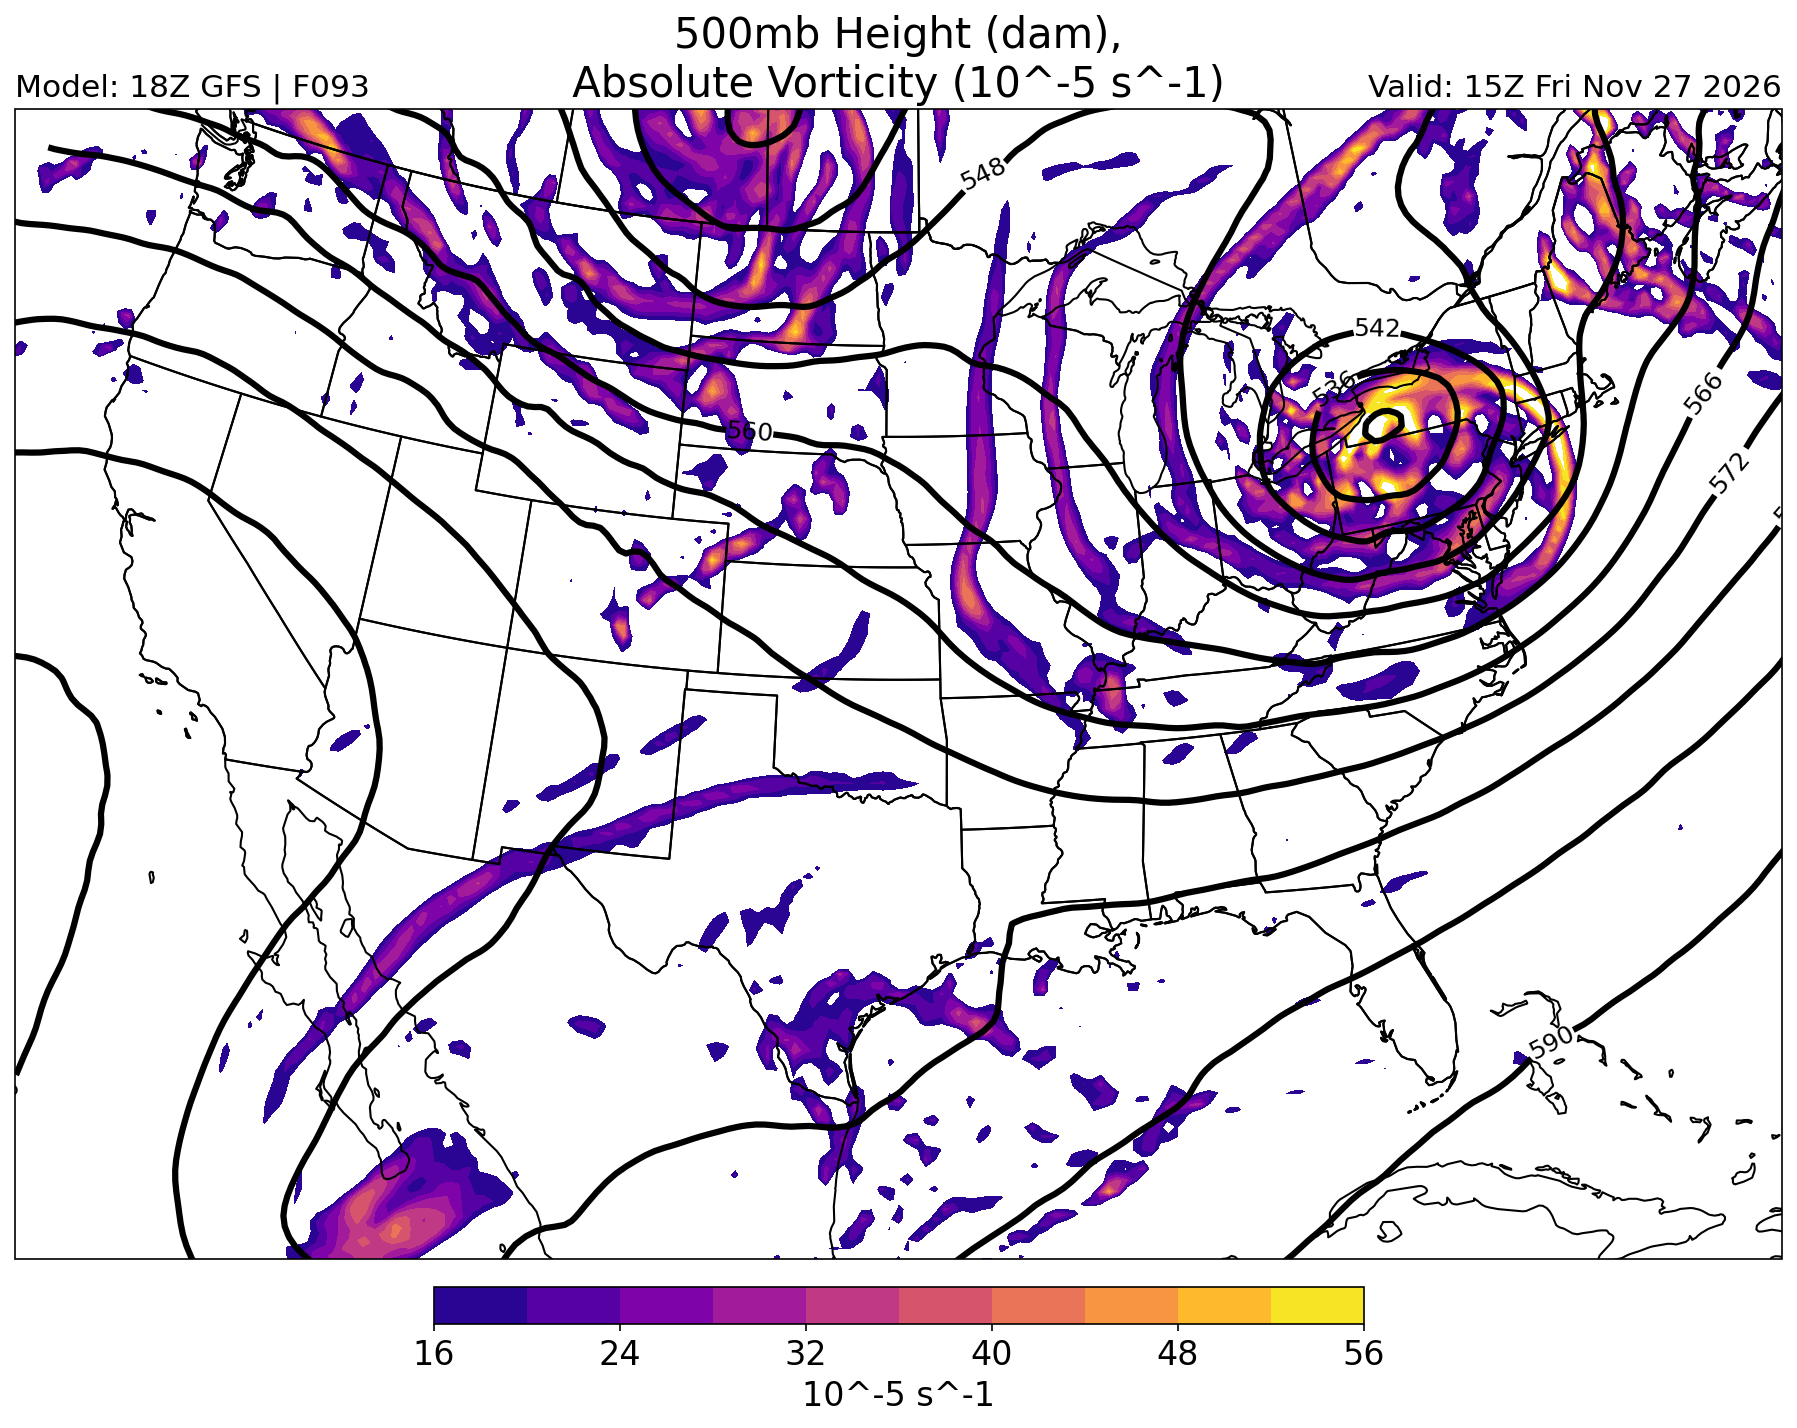 500mb Height (dam),
Model: 18Z GFS | F093
Absolute Vorticity (10^-5 s^-1)
Valid: 15Z Fri Nov 27 2026
548
542
536
566
560
572
590
16 24 32 40 48 56
10^-5 s^-1